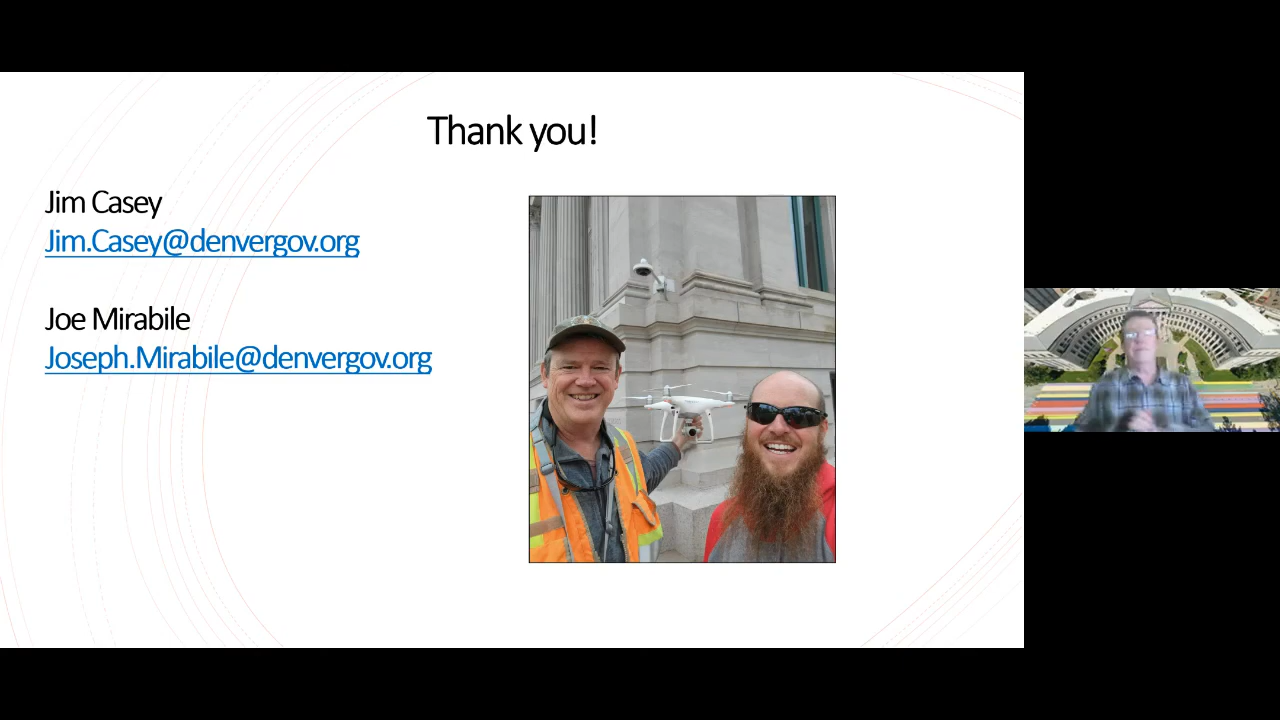 Thank you!
Jim Casey
Jim.Casey@denvergov.org
Joe Mirabile
Joseph.Mirabile@denvergov.org